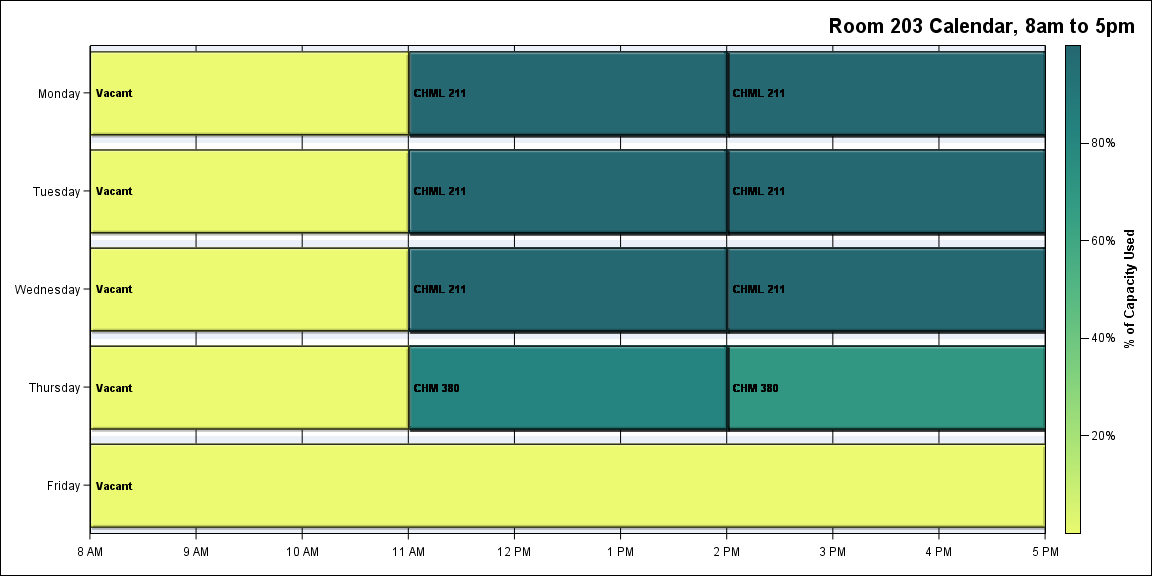 Room 203 Calendar, 8am to 5pm
Monday Vacant CHML 211 CHML 211
Tuesday Vacant CHML 211 CHML 211
Wednesday Vacant CHML 211 CHML 211
Thursday Vacant CHM 380 CHM 380
Friday Vacant
8 AM 9 AM 10 AM 11 AM 12 PM 1 PM 2 PM 3 PM 4 PM 5 PM
80%
60%
40%
20%
% of Capacity Used